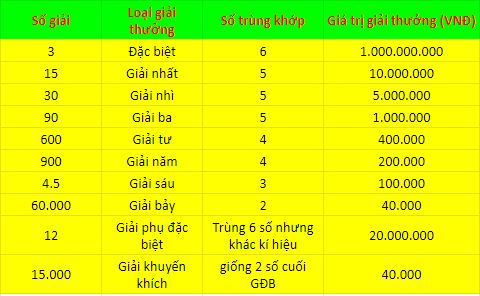 Số giải Loại giải thưởng Số trùng khớp Giá trị giải thưởng (VNĐ)
3 Đặc biệt 6 1.000.000.000
15 Giải nhất 5 10.000.000
30 Giải nhì 5 5.000.000
90 Giải ba 5 1.000.000
600 Giải tư 4 400.000
900 Giải năm 4 200.000
4.5 Giải sáu 3 100.000
60.000 Giải bảy 2 40.000
12 Giải phụ đặc biệt Trùng 6 số nhưng khác kí hiệu 20.000.000
15.000 Giải khuyến khích giống 2 số cuối GĐB 40.000